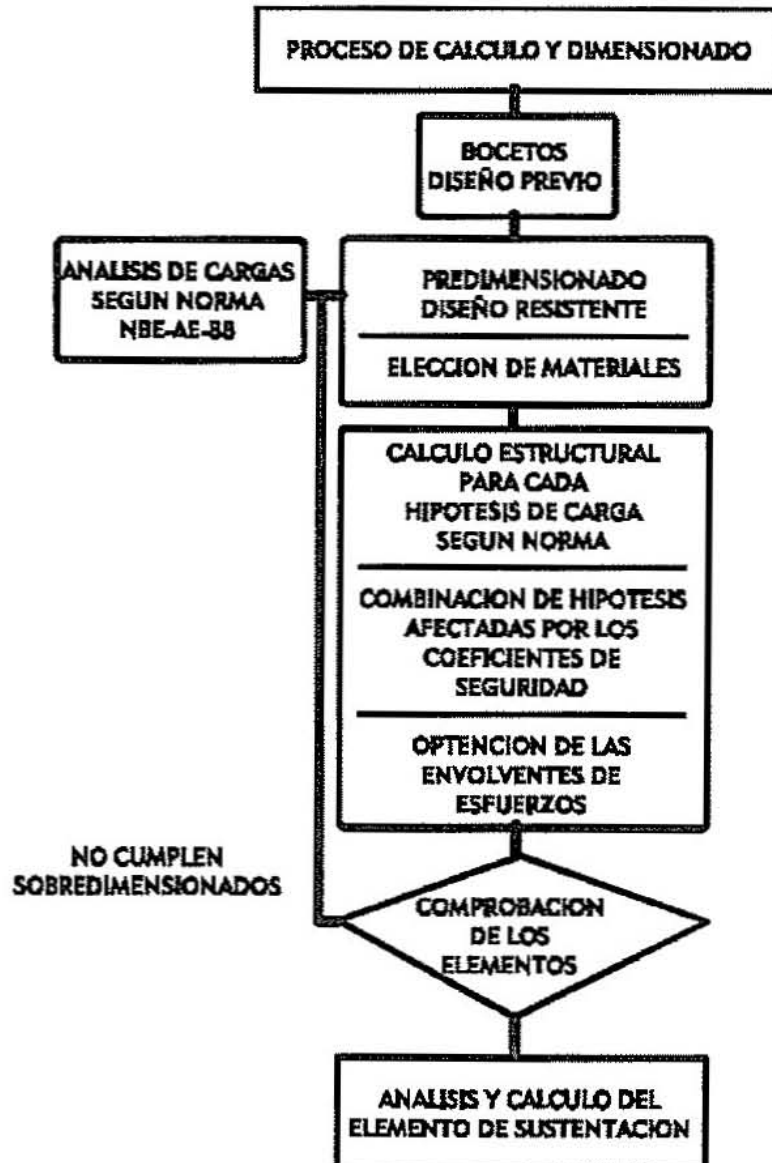 PROCESO DE CALCULO Y DIMENSIONADO
BOCETOS
DISEÑO PREVIO
ANALISIS DE CARGAS
SEGUN NORMA
NBE-AE-88
PREDIMENSIONADO
DISEÑO RESISTENTE
ELECCION DE MATERIALES
CALCULO ESTRUCTURAL
PARA CADA
HIPOTESIS DE CARGA
SEGUN NORMA
COMBINACION DE HIPOTESIS
AFECTADAS POR LOS
COEFICIENTES DE
SEGURIDAD
OPTENCION DE LAS
ENVOLVENTES DE
ESFUERZOS
NO CUMPLEN
SOBREDIMENSIONADOS
COMPROBACION
DE LOS
ELEMENTOS
ANALISIS Y CALCULO DEL
ELEMENTO DE SUSTENTACION